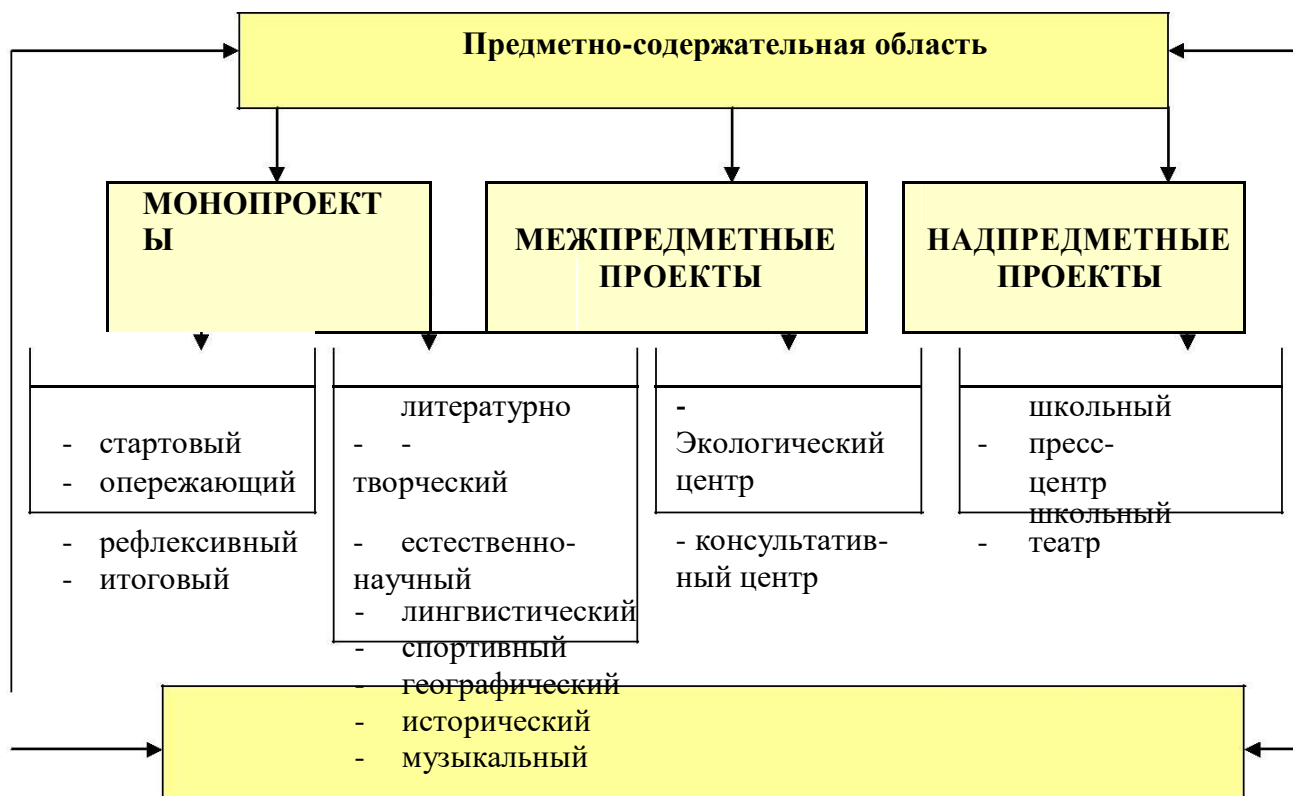 Предметно-содержательная область
МОНОПРОЕКТ
Ы
МЕЖПРЕДМЕТНЫЕ
ПРОЕКТЫ
НАДПРЕДМЕТНЫЕ
ПРОЕКТЫ
- стартовый
- опережающий
- рефлексивный
- итоговый
литературно
- -
творческий
- естественно-
научный
- лингвистический
- спортивный
- географический
- исторический
- музыкальный
-
Экологический
центр
- консультатив-
ный центр
школьный
- пресс-
центр
школьный
- театр